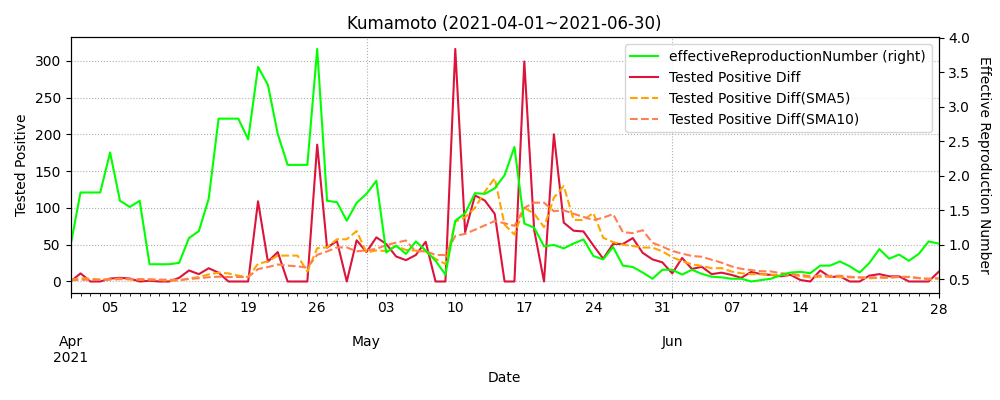 Kumamoto (2021-04-01~2021-06-30)
effectiveReproductionNumber (right)
Tested Positive Diff
Tested Positive Diff(SMA5)
Tested Positive Diff(SMA10)
Tested Positive
300
250
200
150
100
50
0
Effective Reproduction Number
4.0
3.5
3.0
2.5
2.0
1.5
1.0
0.5
05 12 19 26 03 10 17 24 31 07 14 21 28
Apr May Jun
2021
Date